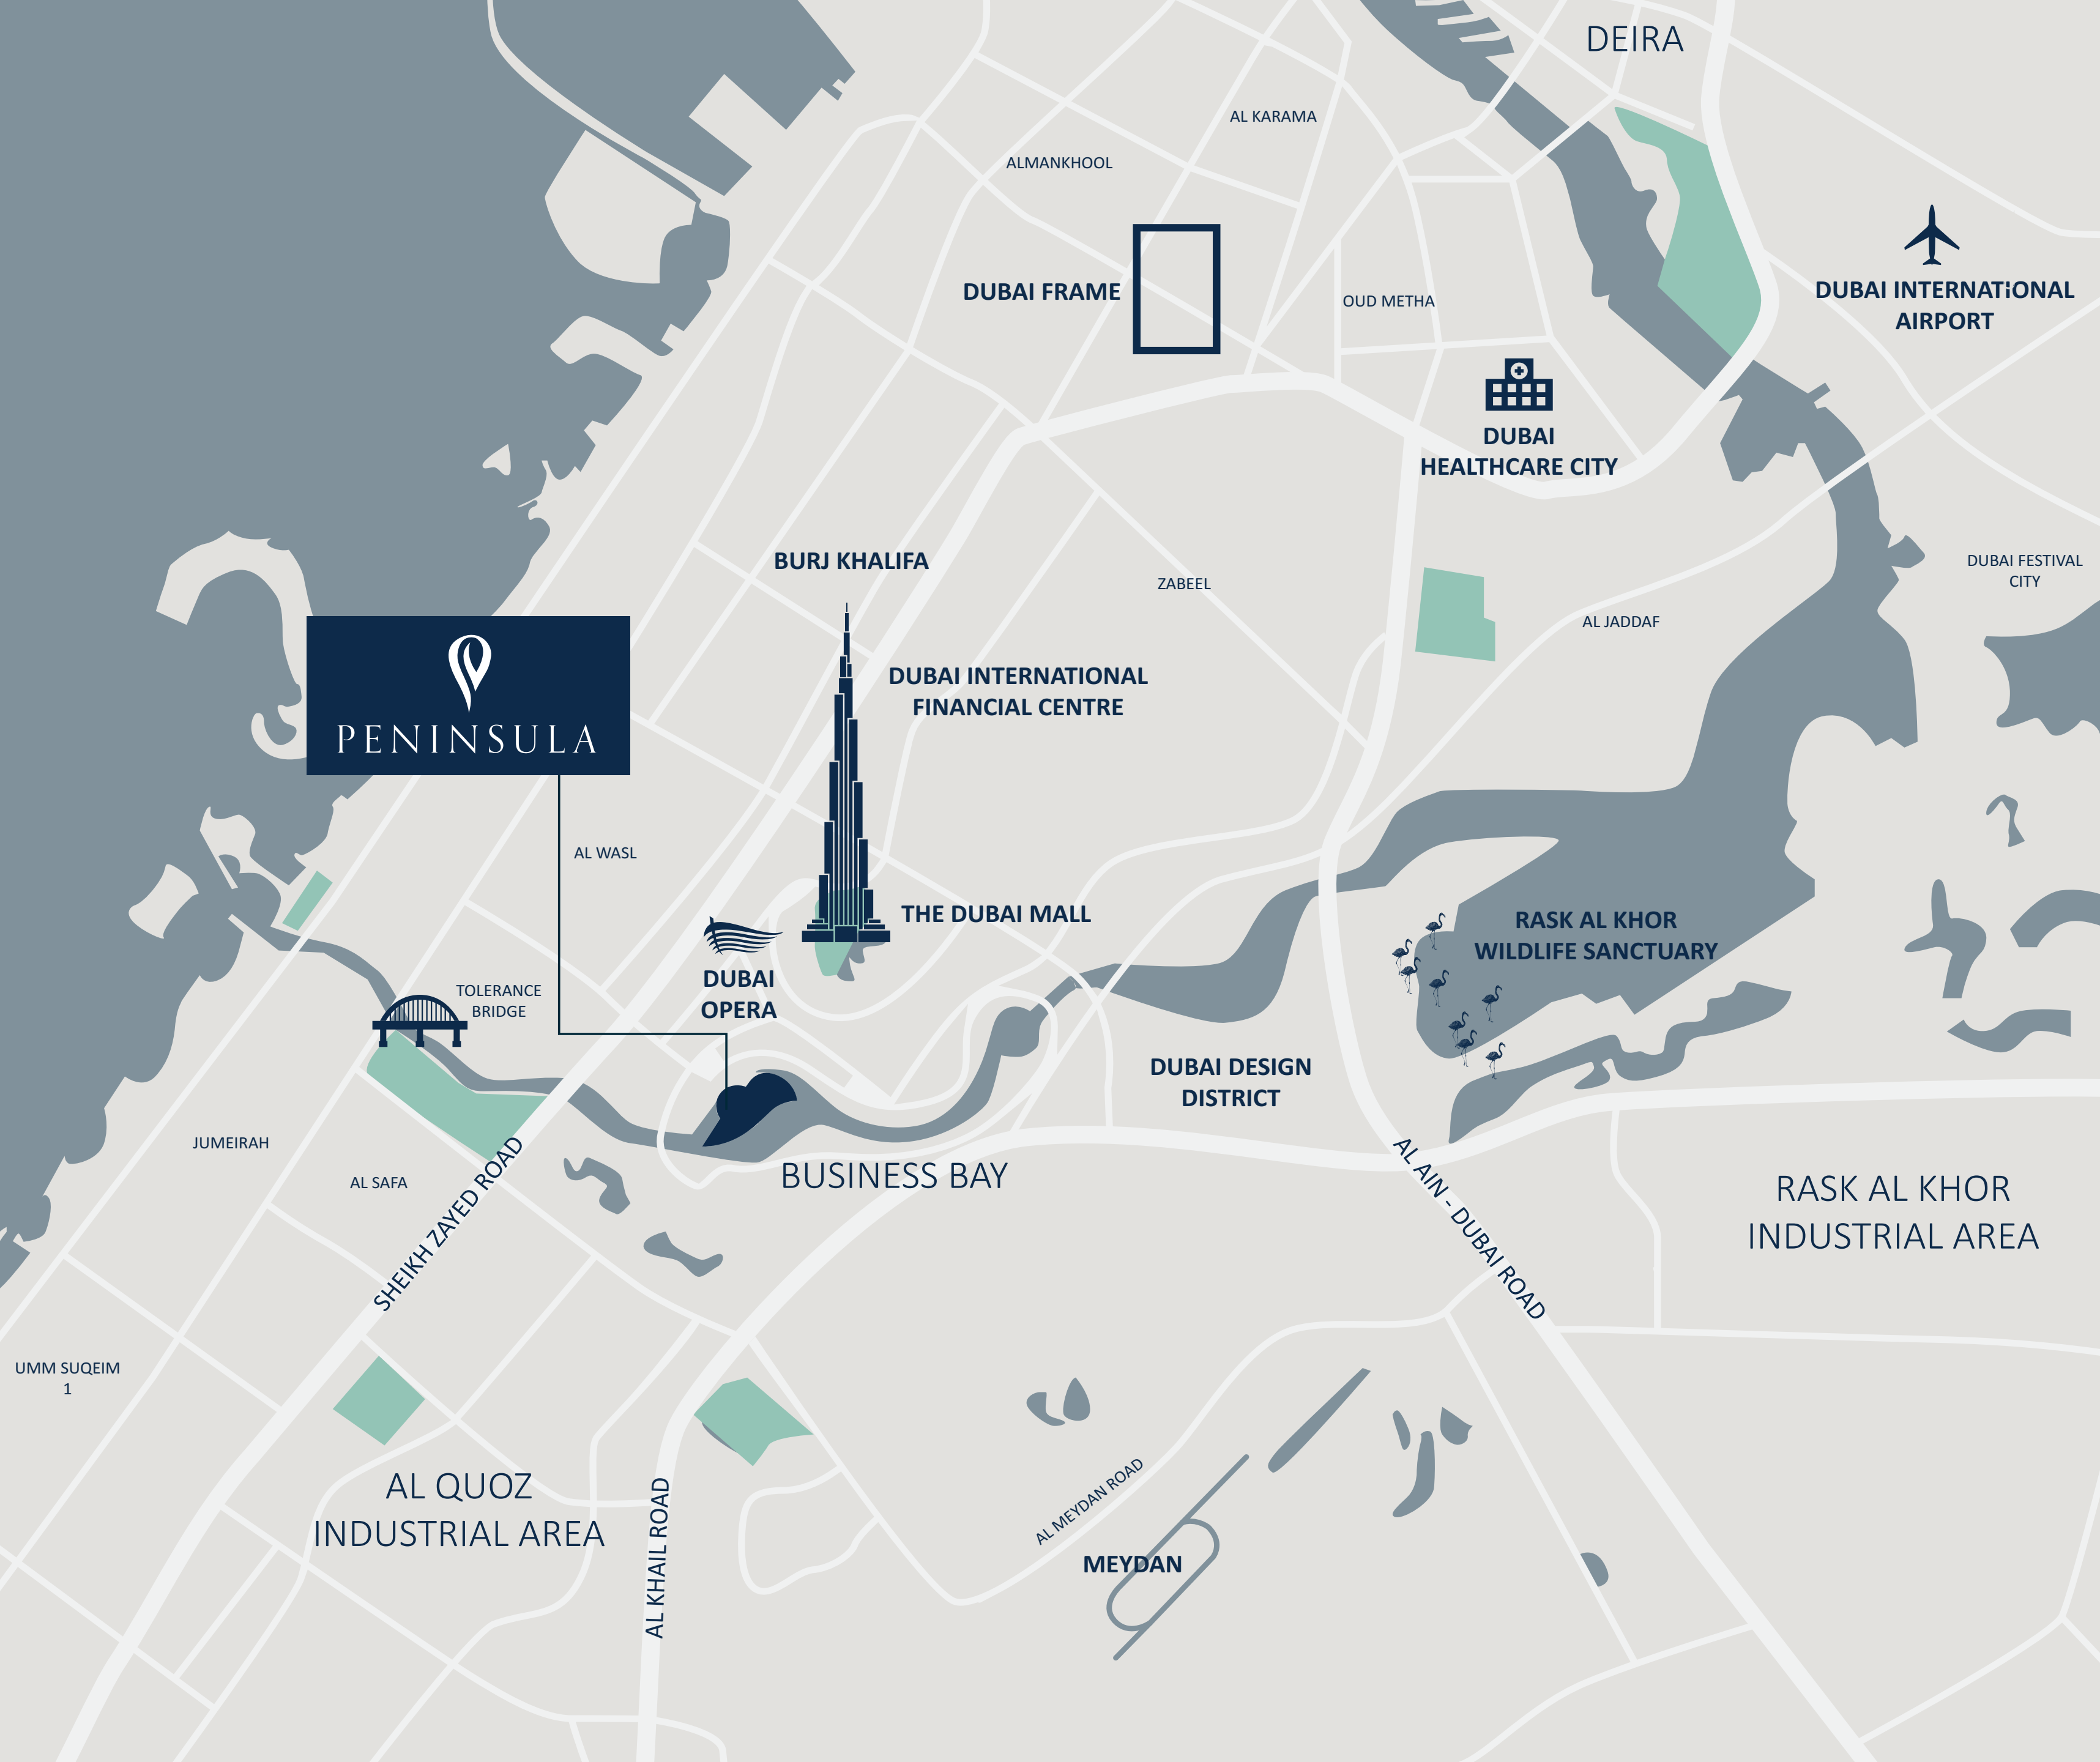 DEIRA
AL KARAMA
ALMANKHOOL
DUBAI FRAME
OUD METHA
DUBAI INTERNATiONAL
AIRPORT
DUBAI
HEALTHCARE CITY
BURJ KHALIFA
ZABEEL
DUBAI FESTIVAL
CITY
AL JADDAF
DUBAI INTERNATIONAL
FINANCIAL CENTRE
PENINSULA
AL WASL
THE DUBAI MALL
RASK AL KHOR
WILDLIFE SANCTUARY
DUBAI
OPERA
TOLERANCE
BRIDGE
DUBAI DESIGN
DISTRICT
JUMEIRAH
AL SAFA
SHEIKH ZAYED ROAD
BUSINESS BAY
AL AIN - DUBAI ROAD
RASK AL KHOR
INDUSTRIAL AREA
UMM SUQEIM
1
AL QUOZ
INDUSTRIAL AREA
AL KHAIL ROAD
AL MEYDAN ROAD
MEYDAN